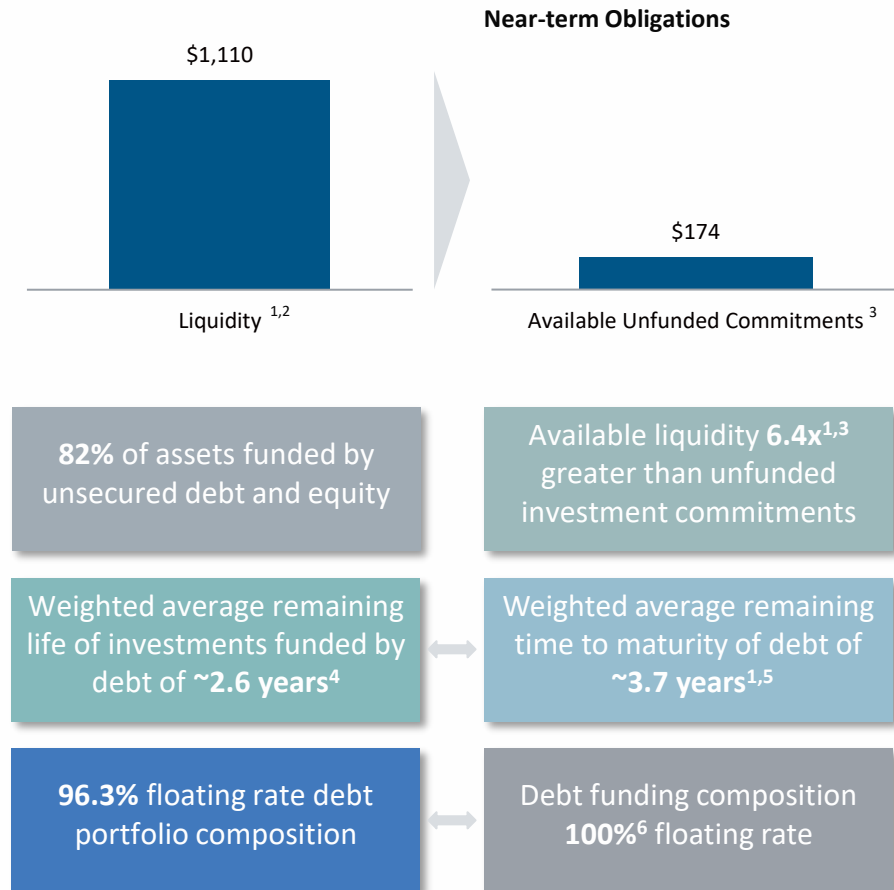 Near-term Obligations
$1,110
$174
Liquidity 1,2
Available Unfunded Commitments 3
82% of assets funded by
unsecured debt and equity
Available liquidity 6.4x1,3
greater than unfunded
investment commitments
Weighted average remaining
life of investments funded by
debt of ~2.6 years4
Weighted average remaining
time to maturity of debt of
~3.7 years1,5
96.3% floating rate debt
portfolio composition
Debt funding composition
100%6 floating rate